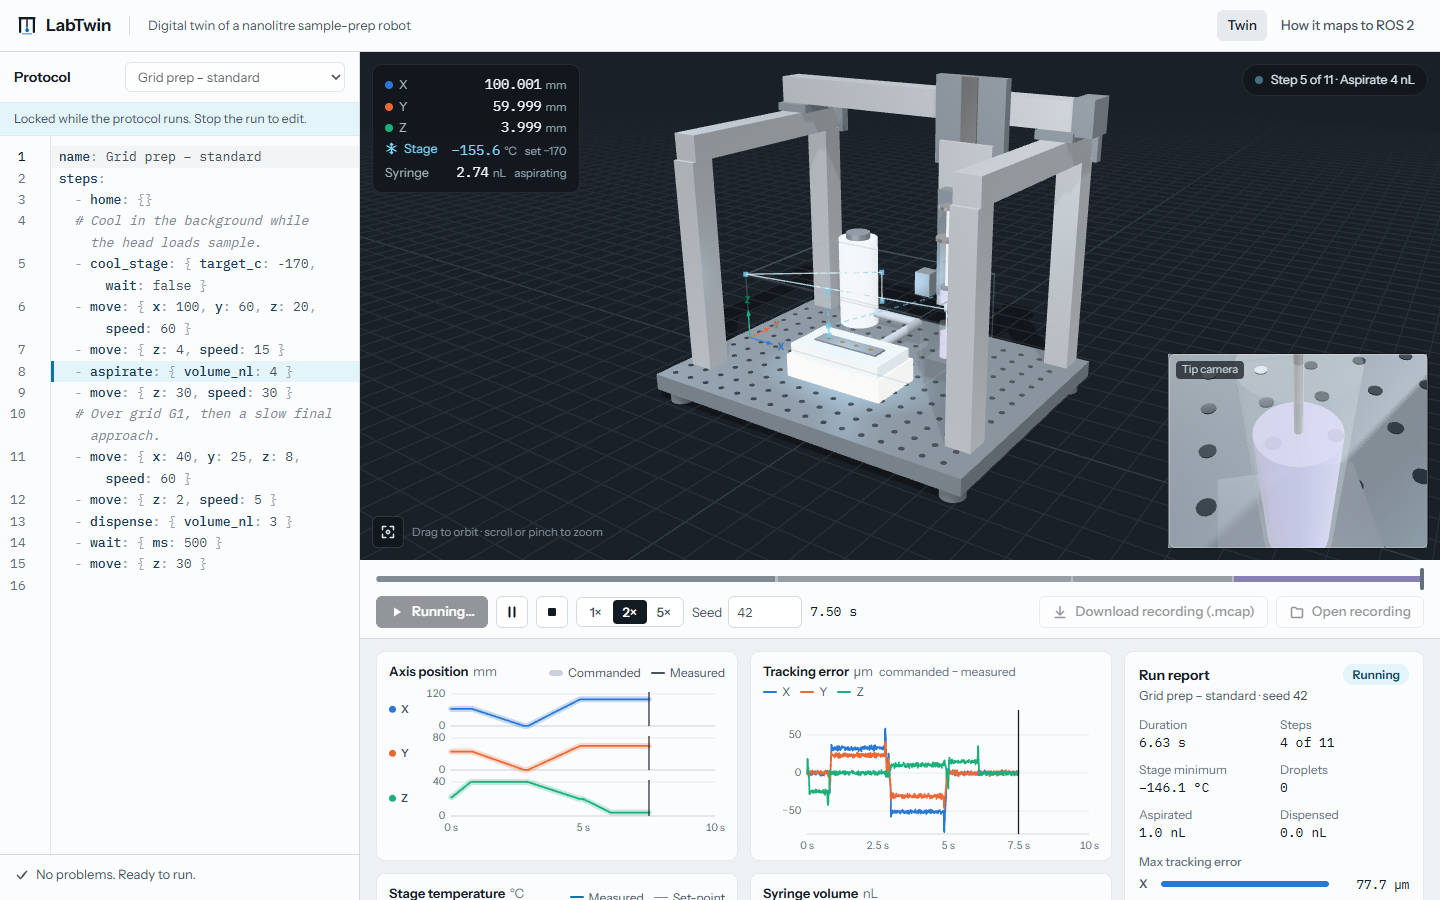 LabTwin
Digital twin of a nanolitre sample-prep robot
Twin
How it maps to ROS 2
Protocol
Grid prep – standard
Locked while the protocol runs. Stop the run to edit.
1 name: Grid prep – standard
2 steps:
3 - home: {}
4 # Cool in the background while
the head loads sample.
5 - cool_stage: { target_c: -170,
wait: false }
6 - move: { x: 100, y: 60, z: 20,
speed: 60 }
7 - move: { z: 4, speed: 15 }
8 - aspirate: { volume_nl: 4 }
9 - move: { z: 30, speed: 30 }
10 # Over grid G1, then a slow final
approach.
11 - move: { x: 40, y: 25, z: 8,
speed: 60 }
12 - move: { z: 2, speed: 5 }
13 - dispense: { volume_nl: 3 }
14 - wait: { ms: 500 }
15 - move: { z: 30 }
16
No problems. Ready to run.
X 100.001 mm
Y 59.999 mm
Z 3.999 mm
Stage −155.6 °C set −170
Syringe 2.74 nL aspirating
Step 5 of 11 · Aspirate 4 nL
Z
X
Tip camera
Drag to orbit · scroll or pinch to zoom
Running…
1×
2×
5×
Seed
42
7.50 s
Download recording (.mcap)
Open recording
Axis position mm
Commanded
Measured
120
X
0
80
Y
0
40
Z
0
0 s
5 s
10 s
Tracking error µm commended − measured
X
Y
Z
50
0
−50
0 s
2.5 s
5 s
7.5 s
10 s
Run report
Running
Grid prep – standard · seed 42
Duration
Steps
6.63 s
4 of 11
Stage minimum
Droplets
−146.1 °C
0
Aspirated
Dispensed
1.0 nL
0.0 nL
Max tracking error
X
77.7 µm
Stage temperature °C
Measured
Set-point
Syringe volume nL